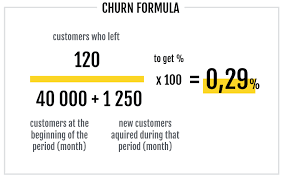 CHURN FORMULA
customers who left
120
to get %
x 100 = 0,29%
40 000 + 1 250
customers at the
beginning of the
period (month)
new customers
aquired during that
period (month)